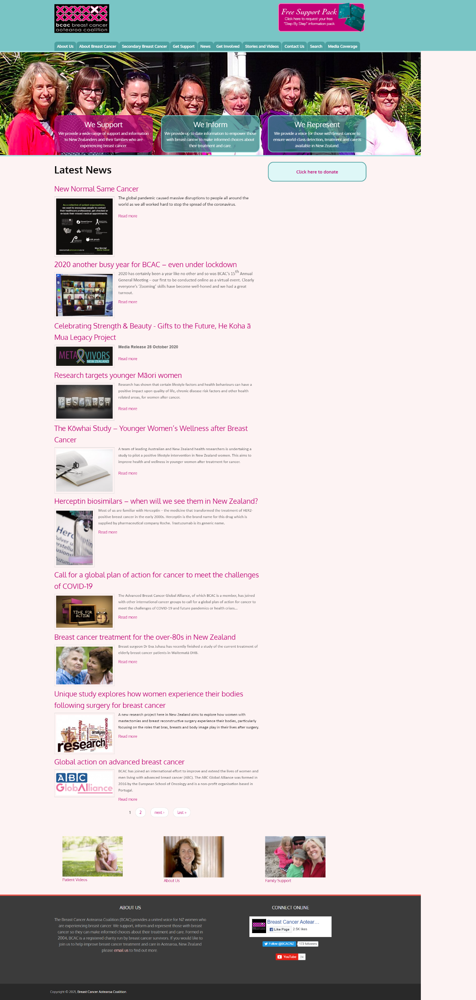 bcac breast cancer
aotearoa coalition
Free Support Pack
Click here to request your free
"Step By Step" information pack
About Us
About Breast Cancer
Secondary Breast Cancer
Get Support
News
Get Involved
Stories and Videos
Contact Us
Search
Media Coverage
We Support
We provide a wide range of support and information
to New Zealanders and their families who are
experiencing breast cancer.
We Inform
We provide up to date information to empower those
with breast cancer to make informed choices about
their treatment and care.
We Represent
We provide a voice for those with breast cancer to
ensure world-class detection, treatment and care is
available in New Zealand.
Latest News
Click here to donate
New Normal Same Cancer
As a collective of patient organisations,
we want to encourage people to contact
their healthcare professional, get checked or
re-book their missed medical appointments.
newnormalsamecancer.co.nz
New Normal
Same Cancer
The global pandemic caused massive disruptions to people all around the
world as we all worked hard to stop the spread of the coronavirus.
Read more
2020 another busy year for BCAC – even under lockdown
2020 has certainly been a year like no other and so was BCAC's 15th Annual
General Meeting – our first to be conducted online as a virtual event. Clearly
everyone's 'Zooming' skills have become well-honed and we had a great
turnout.
Read more
Celebrating Strength & Beauty - Gifts to the Future, He Koha ā
Mua Legacy Project
METAVIVORS
NEW ZEALAND
Media Release 28 October 2020
Read more
Research targets younger Māori women
RESEARCH
Research has shown that certain lifestyle factors and health behaviours can have a
positive impact upon quality of life, chronic disease risk factors and other health
related areas, for women after cancer.
Read more
The Kōwhai Study – Younger Women's Wellness after Breast
Cancer
A team of leading Australian and New Zealand health researchers is undertaking a
study to pilot a positive lifestyle intervention in New Zealand women. This aims to
improve health and wellness in younger women after treatment for cancer.
Read more
Herceptin biosimilars – when will we see them in New Zealand?
Most of us are familiar with Herceptin – the medicine that transformed the treatment of HER2-
positive breast cancer in the early 2000s. Herceptin is the brand name for this drug which is
supplied by pharmaceutical company Roche. Trastuzumab is its generic name.
Read more
Call for a global plan of action for cancer to meet the challenges
of COVID-19
TIME FOR
ACTION
The Advanced Breast Cancer Global Alliance, of which BCAC is a member, has joined
with other international cancer groups to call for a global plan of action for cancer to
meet the challenges of COVID-19 and future pandemics or health crises...
Read more
Breast cancer treatment for the over-80s in New Zealand
Breast surgeon Dr Eva Juhasz has recently finished a study of the current treatment of
elderly breast cancer patients in Waitematā DHB.
Read more
Unique study explores how women experience their bodies
following surgery for breast cancer
research
technology
analysis
development
A new research project here in New Zealand aims to explore how women with
mastectomies and breast reconstructive surgery experience their bodies, particularly
focusing on the roles that bras, breasts and body image play in their lives after surgery.
Read more
Global action on advanced breast cancer
ABC
GlobAlliance
BCAC has joined an international effort to improve and extend the lives of women and
men living with advanced breast cancer (ABC). The ABC Global Alliance was formed in
2016 by the European School of Oncology and is a non-profit organisation based in
Portugal.
Read more
1 2 next › last »
Patient Videos
About Us
Family Support
ABOUT US
The Breast Cancer Aotearoa Coalition (BCAC) provides a united voice for NZ women who
are experiencing breast cancer. We support, inform and represent those with breast
cancer so they can make informed choices about their treatment and care. Formed in
2004, BCAC is a registered charity run by breast cancer survivors. If you would like to
join us to help improve breast cancer treatment and care in Aotearoa, New Zealand
please email us to find out more.
CONNECT ONLINE
Breast Cancer Aotear...
Like Page 2.5K likes
Follow @BCACNZ 173 followers
YouTube 24
Copyright © 2021, Breast Cancer Aotearoa Coalition.